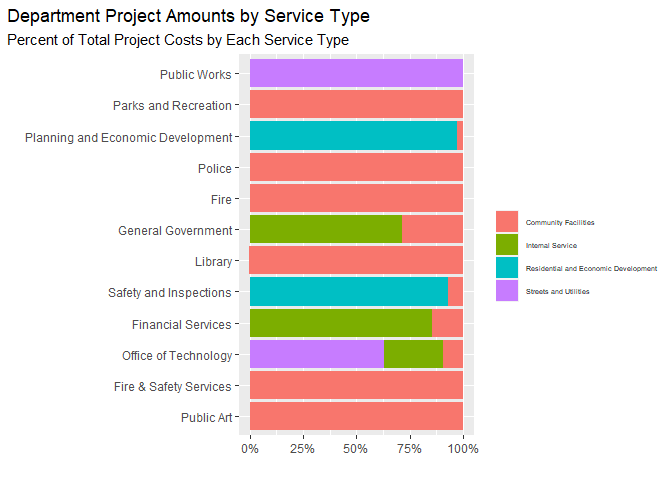 Department Project Amounts by Service Type
Percent of Total Project Costs by Each Service Type
Public Works
Parks and Recreation
Planning and Economic Development
Police
Fire
General Government
Library
Safety and Inspections
Financial Services
Office of Technology
Fire & Safety Services
Public Art
0% 25% 50% 75% 100%
Community Facilities
Internal Service
Residential and Economic Development
Streets and Utilities